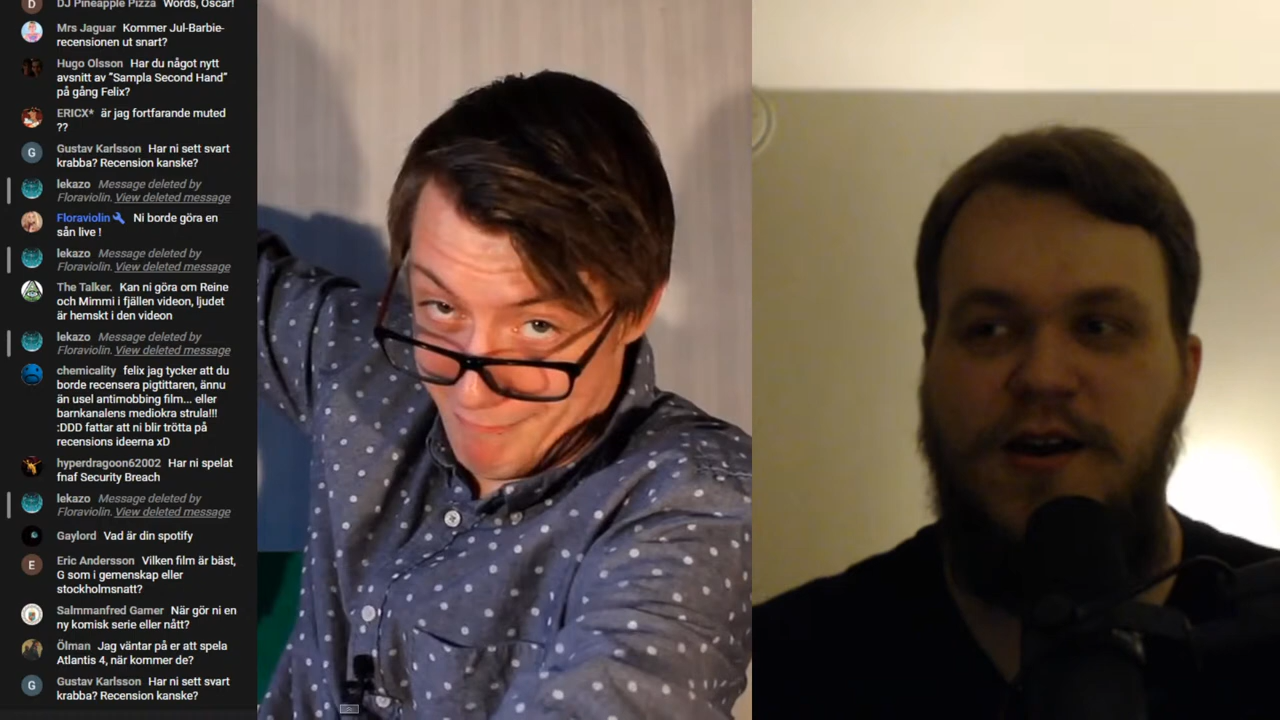 D DJ Pineapple Pizza Words, Oscar!
Mrs Jaguar Kommer Jul-Barbie-
recensionen ut snart?
Hugo Olsson Har du något nytt
avsnitt av "Sampla Second Hand"
på gång Felix?
ERICX* är jag fortfarande muted
??
G Gustav Karlsson Har ni sett svart
krabba? Recension kanske?
lekazo Message deleted by
Floraviolin. View deleted message
Floraviolin Ni borde göra en
sån live !
lekazo Message deleted by
Floraviolin. View deleted message
The Talker. Kan ni göra om Reine
och Mimmi i fjällen videon, ljudet
är hemskt i den videon
lekazo Message deleted by
Floraviolin. View deleted message
chemicality felix jag tycker att du
borde recensera pigtittaren, ännu
än usel antimobbing film... eller
barnkanalens mediokra strula!!!
:DDD fattar att ni blir trötta på
recensions ideerna xD
hyperdragoon62002 Har ni spelat
fnaf Security Breach
lekazo Message deleted by
Floraviolin. View deleted message
Gaylord Vad är din spotify
E Eric Andersson Vilken film är bäst,
G som i gemenskap eller
stockholmsnatt?
Salmmanfred Gamer När gör ni en
ny komisk serie eller nått?
Ölman Jag väntar på er att spela
Atlantis 4, när kommer de?
G Gustav Karlsson Har ni sett svart
krabba? Recension kanske?